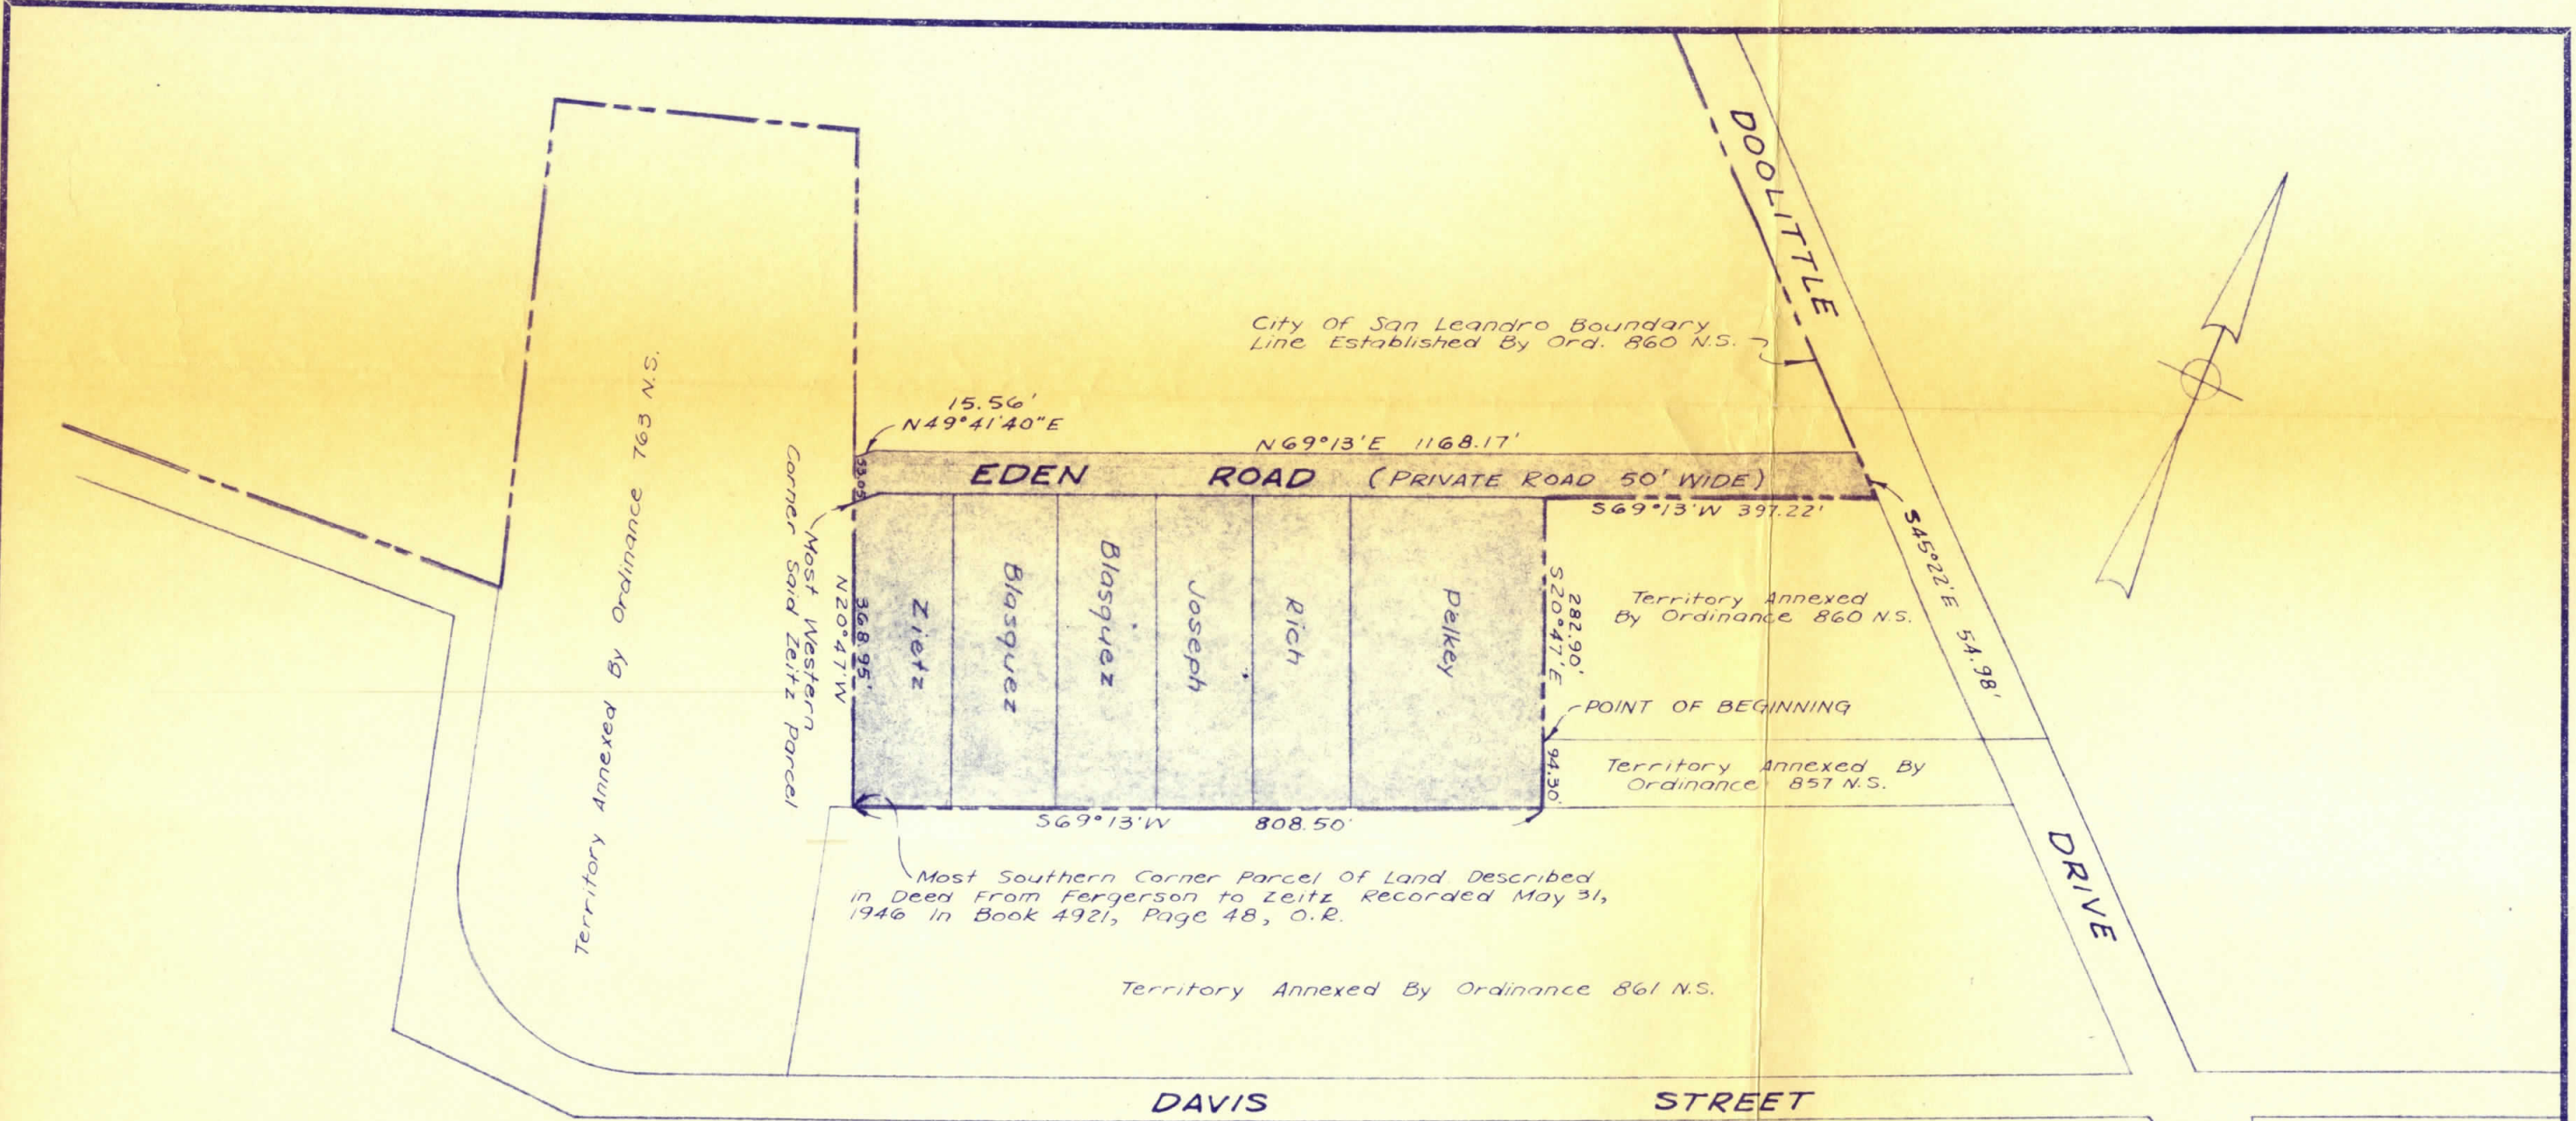 DOOLITTLE
City Of San Leandro Boundary
Line Established By Ord. 860 N.S.
Territory Annexed By Ordinance 763 N.S.
15.56'
N49°41'40"E
N69°13'E 1168.17'
53.05
EDEN ROAD (PRIVATE ROAD 50' WIDE)
S69°13'W 397.22'
S45°22'E 54.98'
Most Western
Corner Said Zeitz Parcel
368.95'
N20°47'W
Zietz
Blasquez
Blasquez
Joseph
Rich
Pelkey
282.90'
S20°47'E
Territory Annexed
By Ordinance 860 N.S.
POINT OF BEGINNING
94.30'
Territory Annexed By
Ordinance 857 N.S.
S69°13'W 808.50'
Most Southern Corner Parcel Of Land Described
in Deed From Fergerson to Zeitz Recorded May 31,
1946 In Book 4921, Page 48, O.R.
DRIVE
Territory Annexed By Ordinance 861 N.S.
DAVIS STREET